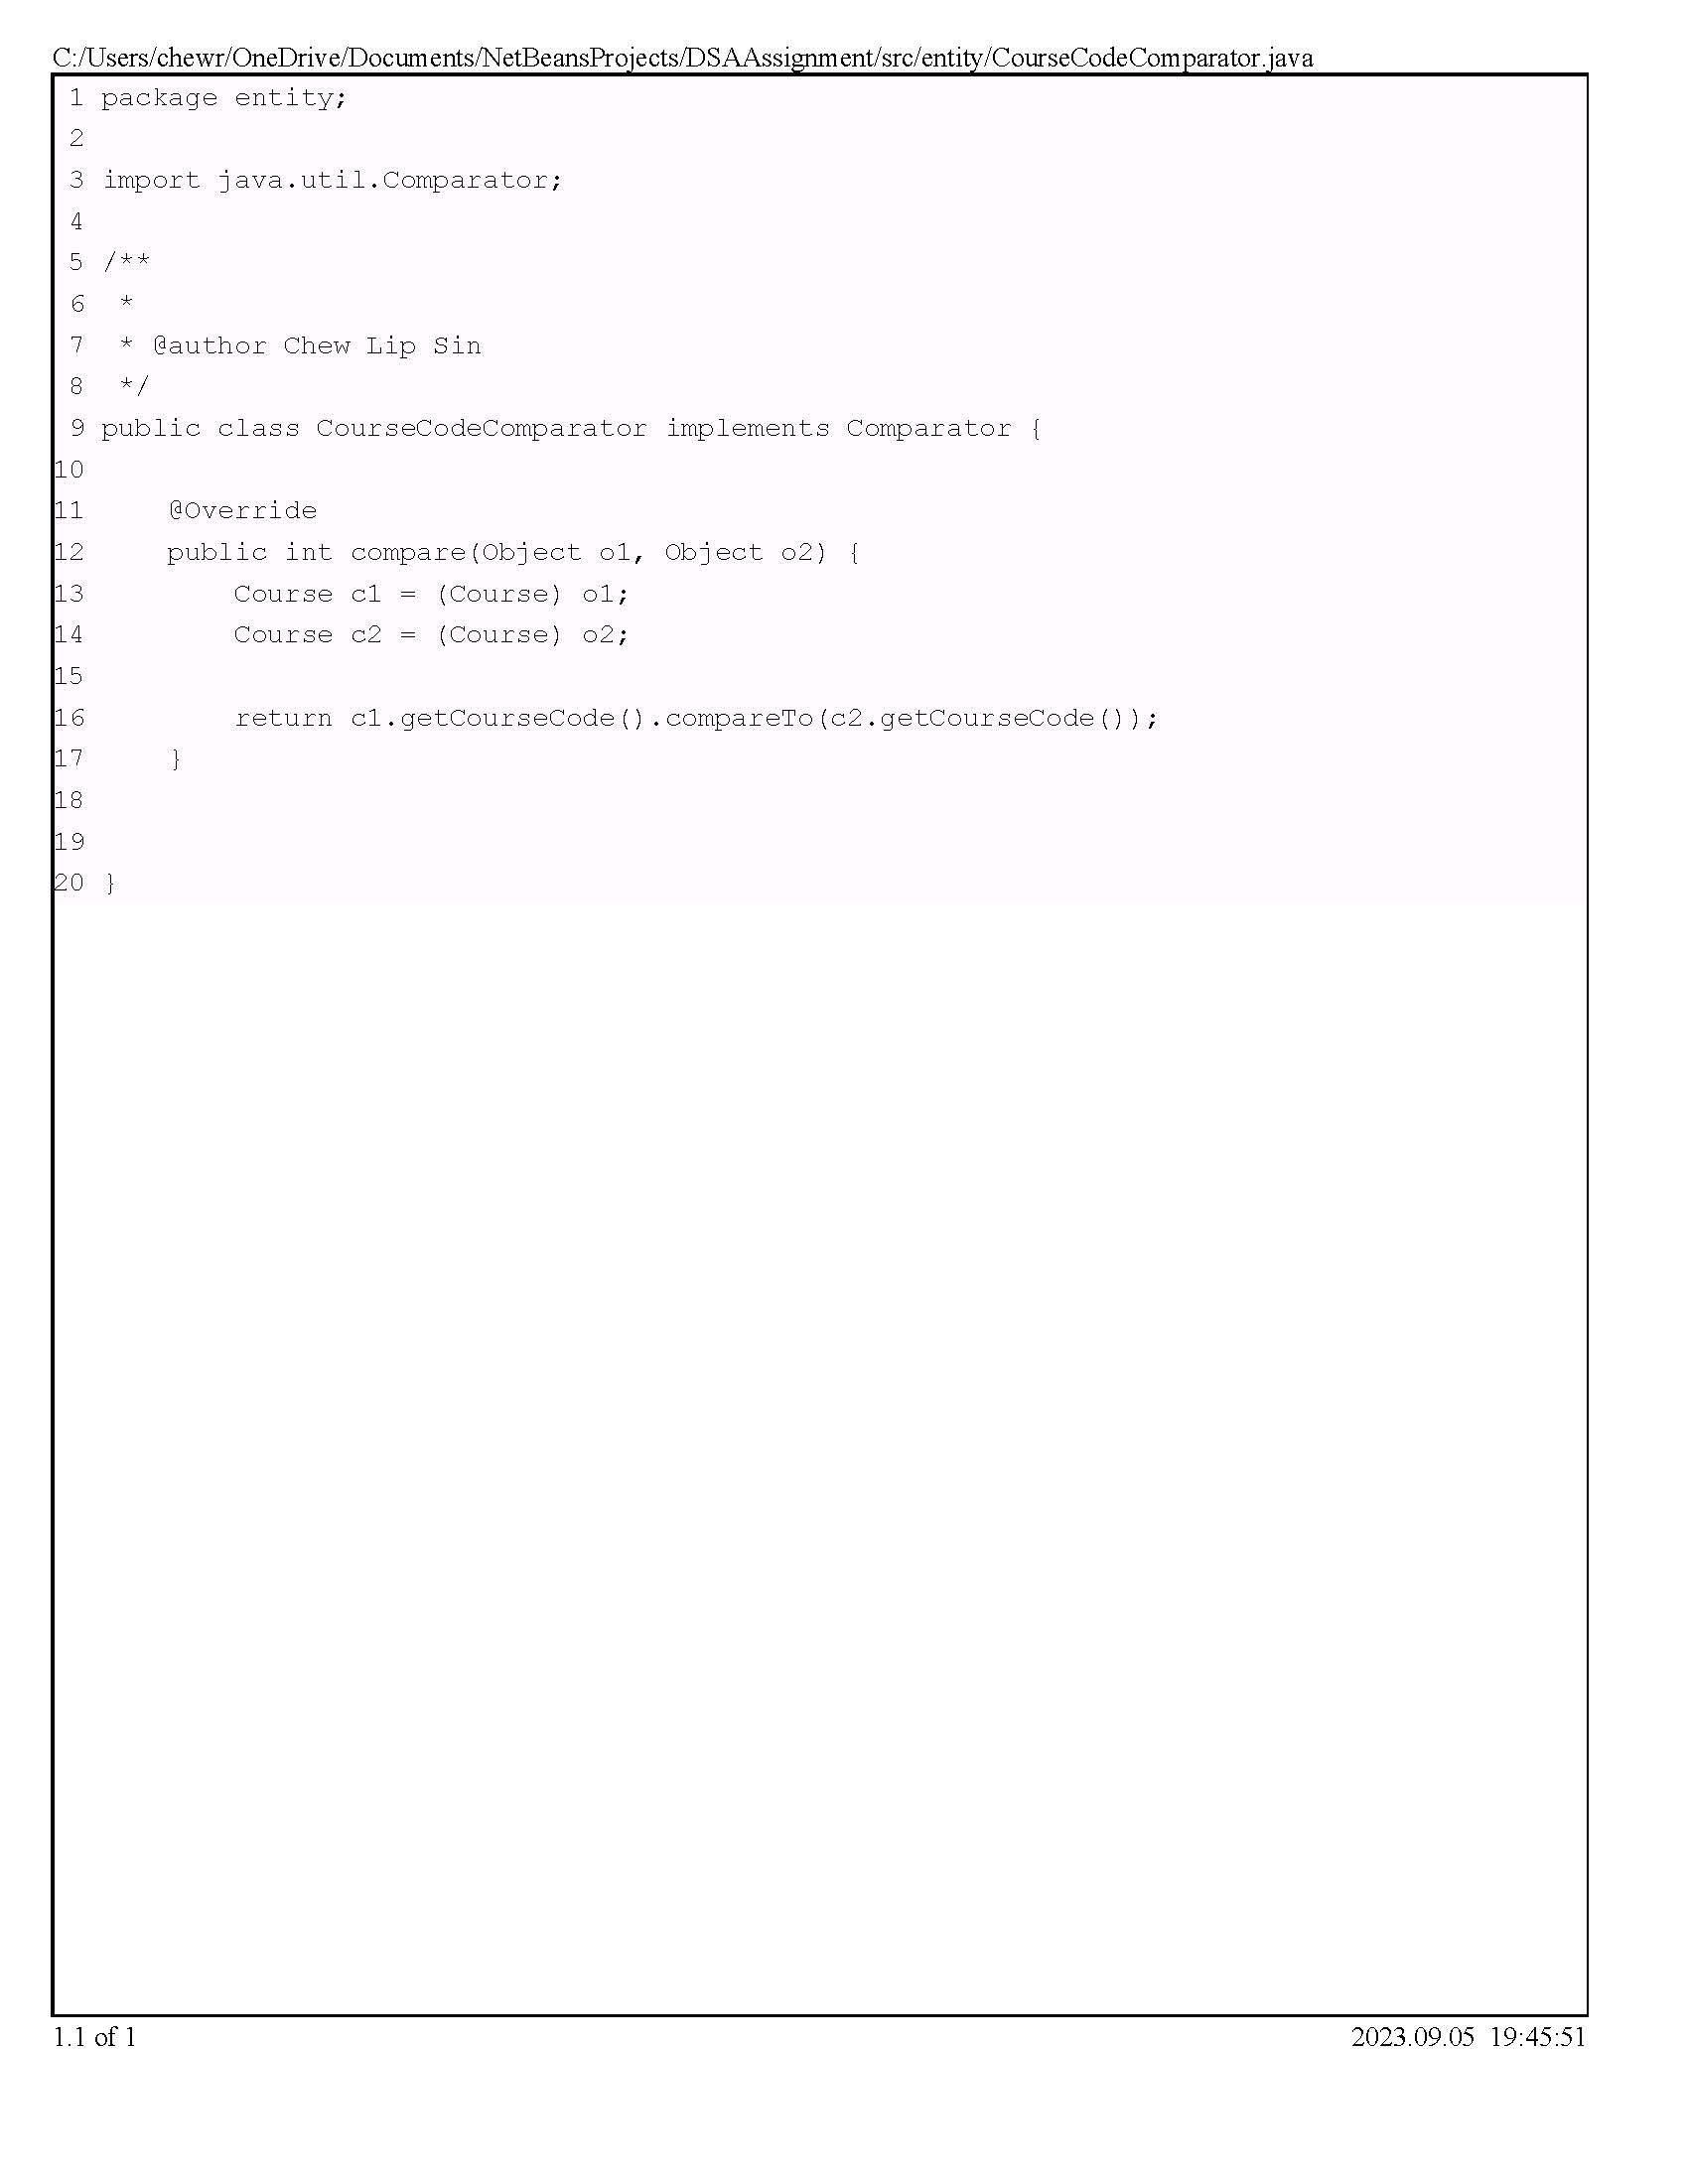 C:/Users/chewr/OneDrive/Documents/NetBeansProjects/DSAAssignment/src/entity/CourseCodeComparator.java
1 package entity;
2
3 import java.util.Comparator;
4
5 /**
6  *
7  * @author Chew Lip Sin
8  */
9 public class CourseCodeComparator implements Comparator {
10
11     @Override
12     public int compare(Object o1, Object o2) {
13         Course c1 = (Course) o1;
14         Course c2 = (Course) o2;
15
16         return c1.getCourseCode().compareTo(c2.getCourseCode());
17     }
18
19
20 }
1.1 of 1 2023.09.05 19:45:51